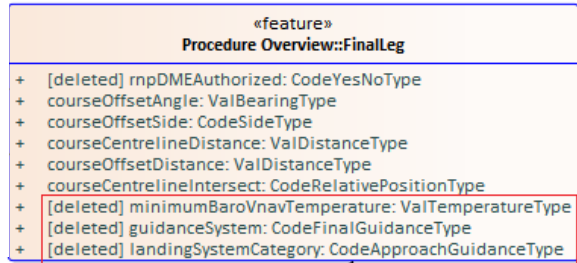 «feature»
Procedure Overview::FinalLeg
+ [deleted] rnpDMEAuthorized: CodeYesNoType
+ courseOffsetAngle: ValBearingType
+ courseOffsetSide: CodeSideType
+ courseCentrelineDistance: ValDistanceType
+ courseOffsetDistance: ValDistanceType
+ courseCentrelineIntersect: CodeRelativePositionType
+ [deleted] minimumBaroVnavTemperature: ValTemperatureType
+ [deleted] guidanceSystem: CodeFinalGuidanceType
+ [deleted] landingSystemCategory: CodeApproachGuidanceType